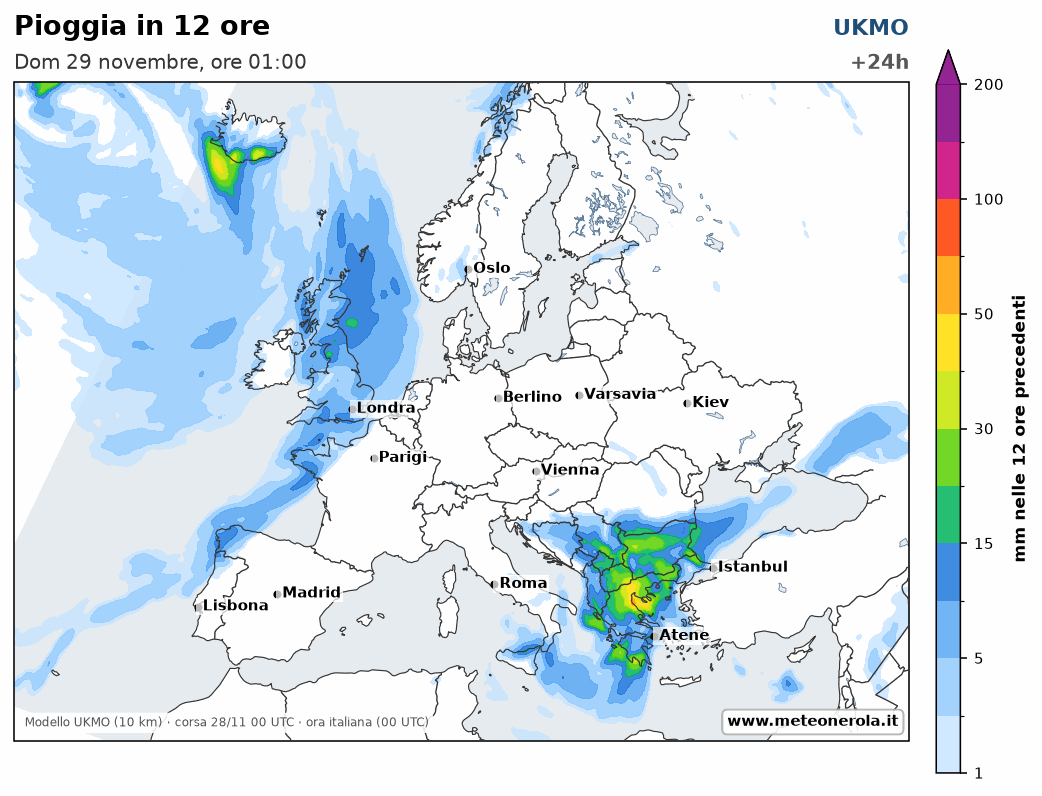 Pioggia in 12 ore
UKMO
Dom 29 novembre, ore 01:00
+24h
200
100
50
30
15
5
1
mm nelle 12 ore precedenti
Oslo
Londra
Berlino
Varsavia
Kiev
Parigi
Vienna
Istanbul
Roma
Madrid
Lisbona
Atene
Modello UKMO (10 km) · corsa 28/11 00 UTC · ora italiana (00 UTC)
www.meteonerola.it